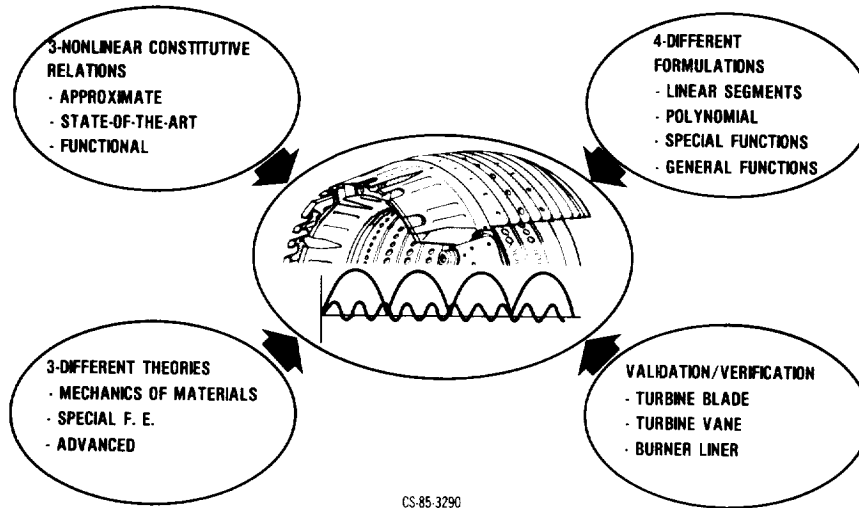 3-NONLINEAR CONSTITUTIVE
RELATIONS
- APPROXIMATE
- STATE-OF-THE-ART
- FUNCTIONAL
4-DIFFERENT
FORMULATIONS
- LINEAR SEGMENTS
- POLYNOMIAL
- SPECIAL FUNCTIONS
- GENERAL FUNCTIONS
3-DIFFERENT THEORIES
- MECHANICS OF MATERIALS
- SPECIAL F. E.
- ADVANCED
VALIDATION/VERIFICATION
- TURBINE BLADE
- TURBINE VANE
- BURNER LINER
CS-85-3290